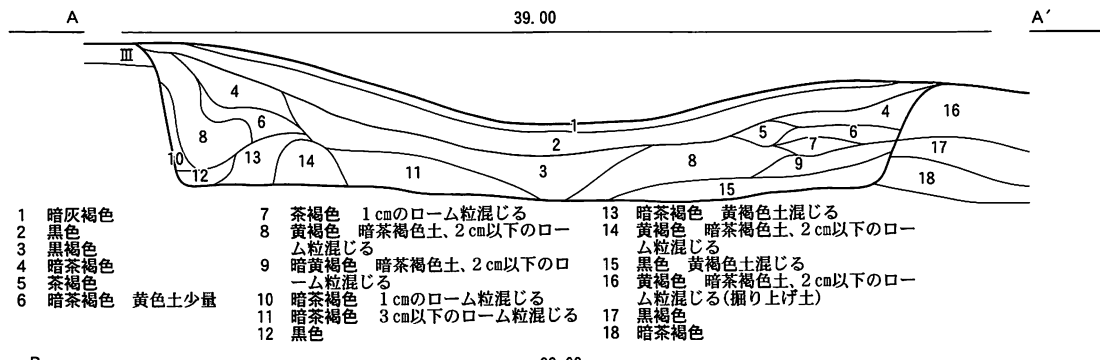 A 39.00 A′
III
4
4
16
1
5
6
6
8
2
7
17
13
8
10
14
9
3
11
12
18
15
1 暗灰褐色
2 黒色
3 黒褐色
4 暗茶褐色
5 茶褐色
6 暗茶褐色 黄色土少量
7 茶褐色 1㎝のローム粒混じる
8 黄褐色 暗茶褐色土、2㎝以下のロー
ム粒混じる
9 暗黄褐色 暗茶褐色土、2㎝以下のロ
ーム粒混じる
10 暗茶褐色 1㎝のローム粒混じる
11 暗茶褐色 3㎝以下のローム粒混じる
12 黒色
13 暗茶褐色 黄褐色土混じる
14 黄褐色 暗茶褐色土、2㎝以下のロー
ム粒混じる
15 黒色 黄褐色土混じる
16 黄褐色 暗茶褐色土、2㎝以下のロー
ム粒混じる(掘り上げ土)
17 黒褐色
18 暗茶褐色